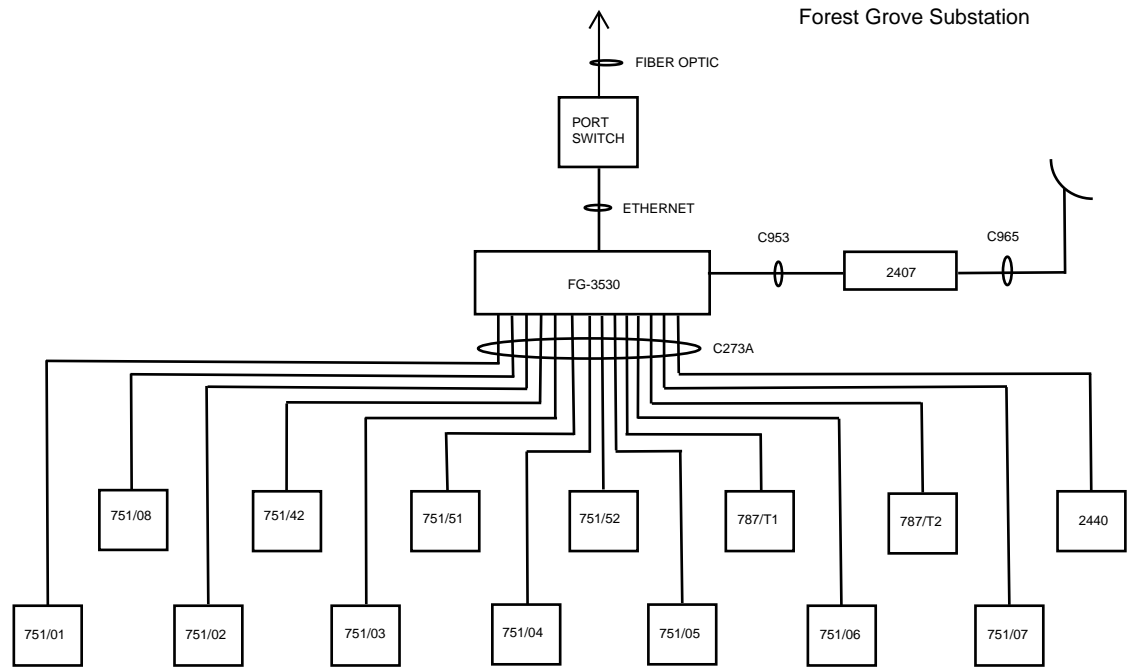 Forest Grove Substation
FIBER OPTIC
PORT
SWITCH
ETHERNET
C953
C965
2407
FG-3530
C273A
751/08
751/42
751/51
751/52
787/T1
787/T2
2440
751/01
751/02
751/03
751/04
751/05
751/06
751/07